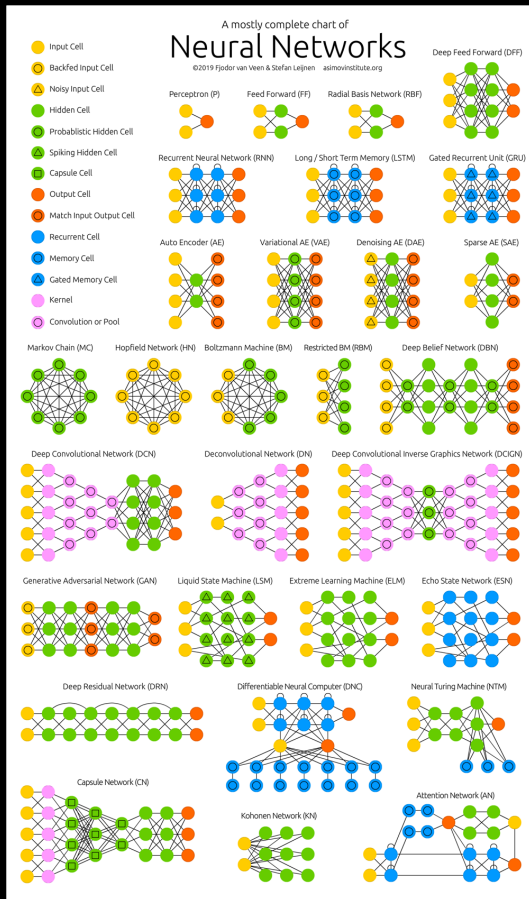 A mostly complete chart of
Neural Networks
©2019 Fjodor van Veen & Stefan Leijnen asimovinstitute.org
Input Cell
Backfed Input Cell
Noisy Input Cell
Hidden Cell
Probablistic Hidden Cell
Spiking Hidden Cell
Capsule Cell
Output Cell
Match Input Output Cell
Recurrent Cell
Memory Cell
Gated Memory Cell
Kernel
Convolution or Pool
Deep Feed Forward (DFF)
Perceptron (P)
Feed Forward (FF)
Radial Basis Network (RBF)
Recurrent Neural Network (RNN)
Long / Short Term Memory (LSTM)
Gated Recurrent Unit (GRU)
Auto Encoder (AE)
Variational AE (VAE)
Denoising AE (DAE)
Sparse AE (SAE)
Markov Chain (MC)
Hopfield Network (HN)
Boltzmann Machine (BM)
Restricted BM (RBM)
Deep Belief Network (DBN)
Deep Convolutional Network (DCN)
Deconvolutional Network (DN)
Deep Convolutional Inverse Graphics Network (DCIGN)
Generative Adversarial Network (GAN)
Liquid State Machine (LSM)
Extreme Learning Machine (ELM)
Echo State Network (ESN)
Deep Residual Network (DRN)
Differentiable Neural Computer (DNC)
Neural Turing Machine (NTM)
Capsule Network (CN)
Kohonen Network (KN)
Attention Network (AN)